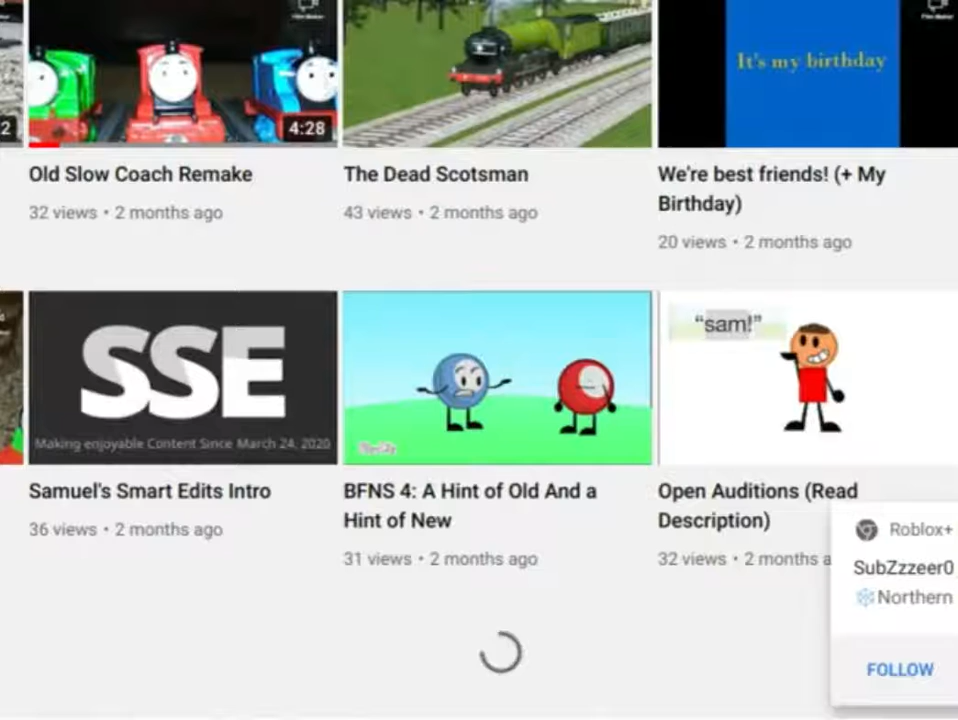 It's my birthday
2
4:28
Old Slow Coach Remake
The Dead Scotsman
We're best friends! (+ My
Birthday)
32 views • 2 months ago
43 views • 2 months ago
20 views • 2 months ago
SSE
Making enjoyable Content Since March 24, 2020
"sam!"
Samuel's Smart Edits Intro
BFNS 4: A Hint of Old And a
Hint of New
Open Auditions (Read
Description)
36 views • 2 months ago
31 views • 2 months ago
32 views • 2 months a
Roblox+
SubZzzeer0
Northern
FOLLOW